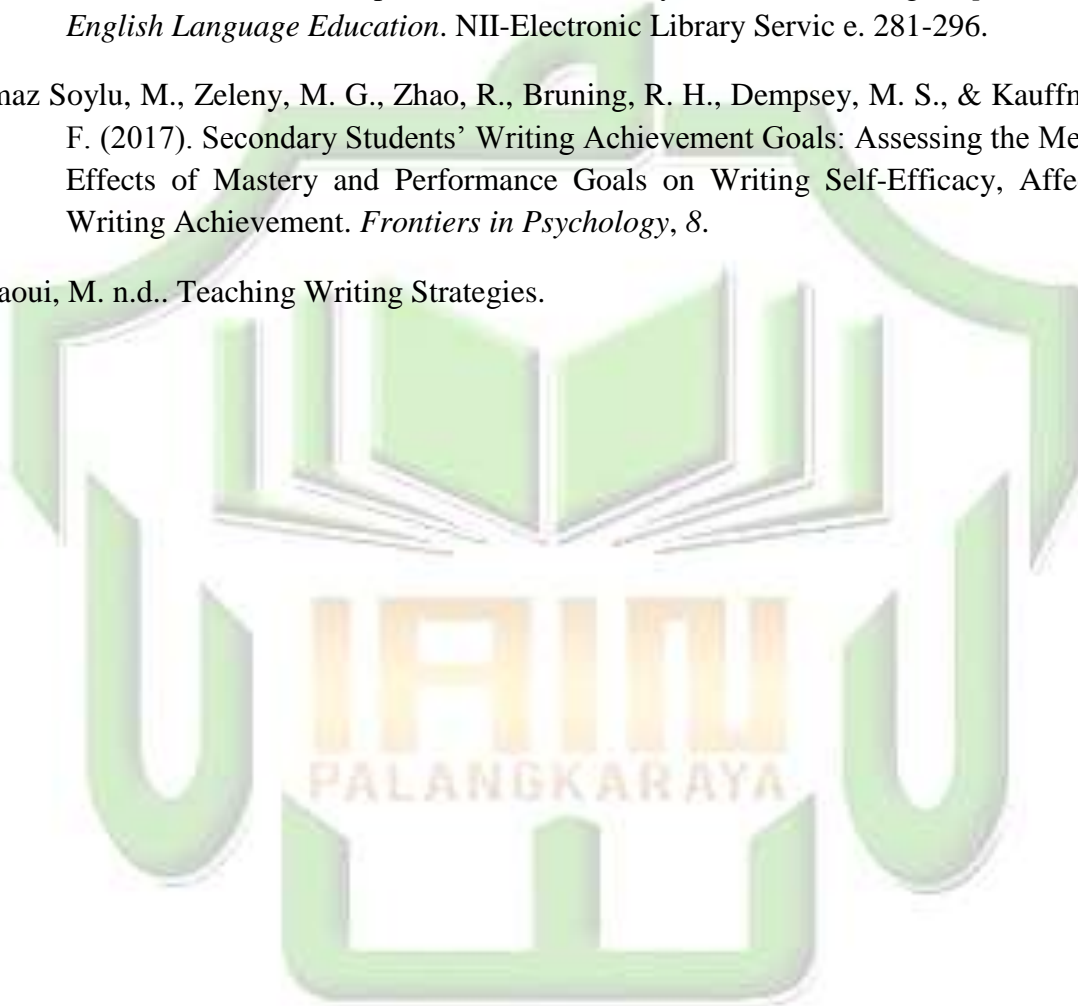 English Language Education. NII-Electronic Library Servic e. 281-296.
maz Soylu, M., Zeleny, M. G., Zhao, R., Bruning, R. H., Dempsey, M. S., & Kauffn
F. (2017). Secondary Students’ Writing Achievement Goals: Assessing the Me
Effects of Mastery and Performance Goals on Writing Self-Efficacy, Affe
Writing Achievement. Frontiers in Psychology, 8.
aoui, M. n.d.. Teaching Writing Strategies.
IAIN
PALANGKARAYA